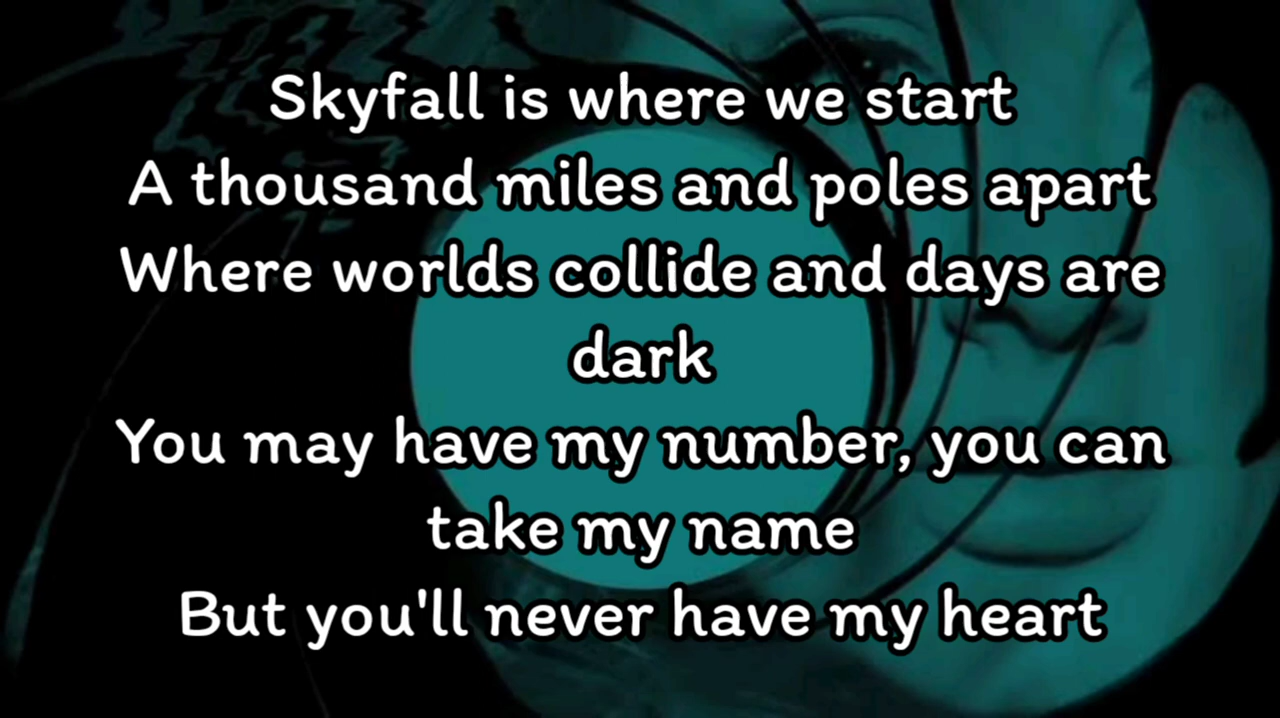 Skyfall is where we start
A thousand miles and poles apart
Where worlds collide and days are
dark
You may have my number, you can
take my name
But you'll never have my heart